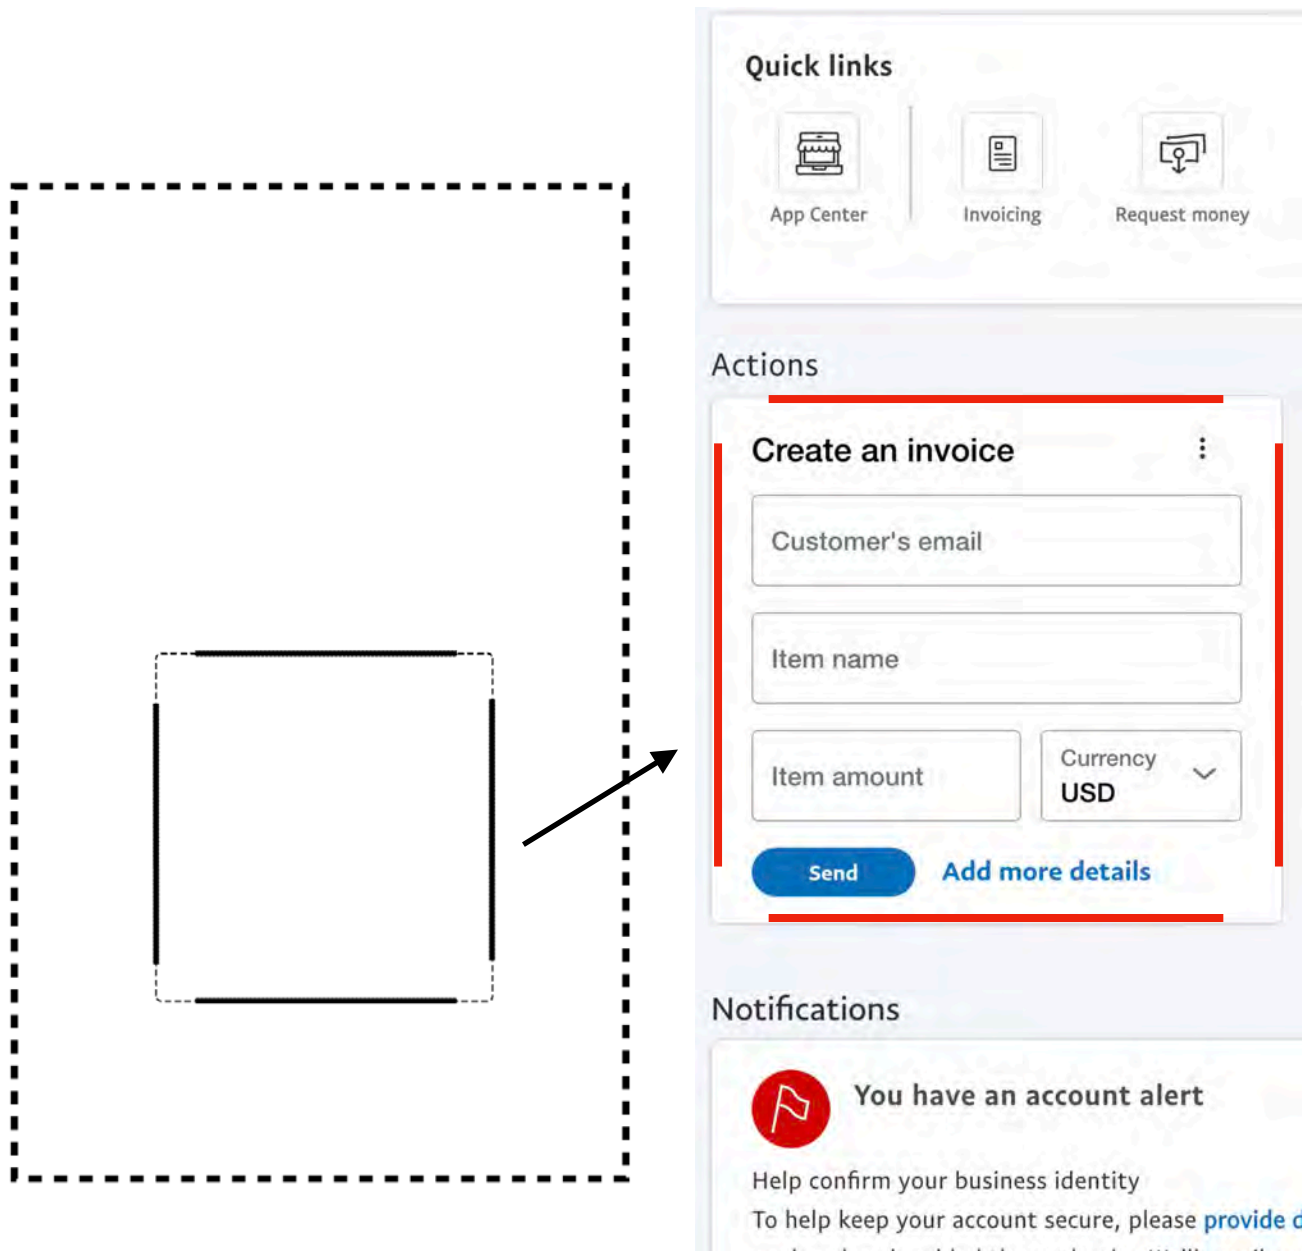 Quick links
App Center
Invoicing
Request money
Actions
Create an invoice
Customer's email
Item name
Item amount
Currency
USD
Send
Add more details
Notifications
You have an account alert
Help confirm your business identity
To help keep your account secure, please provide d